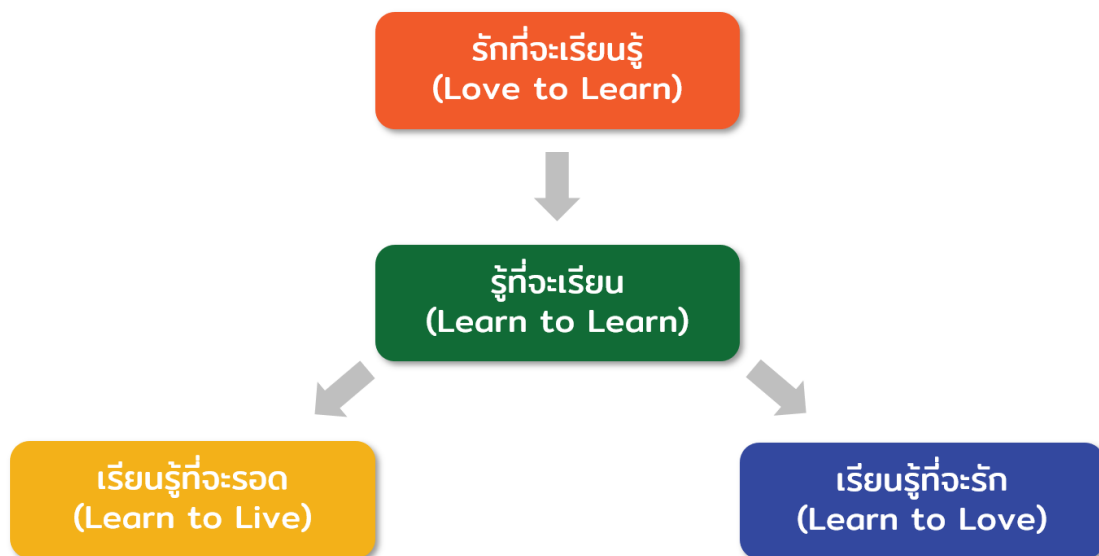 รักที่จะเรียนรู้
(Love to Learn)
รู้ที่จะเรียน
(Learn to Learn)
เรียนรู้ที่จะรอด
(Learn to Live)
เรียนรู้ที่จะรัก
(Learn to Love)